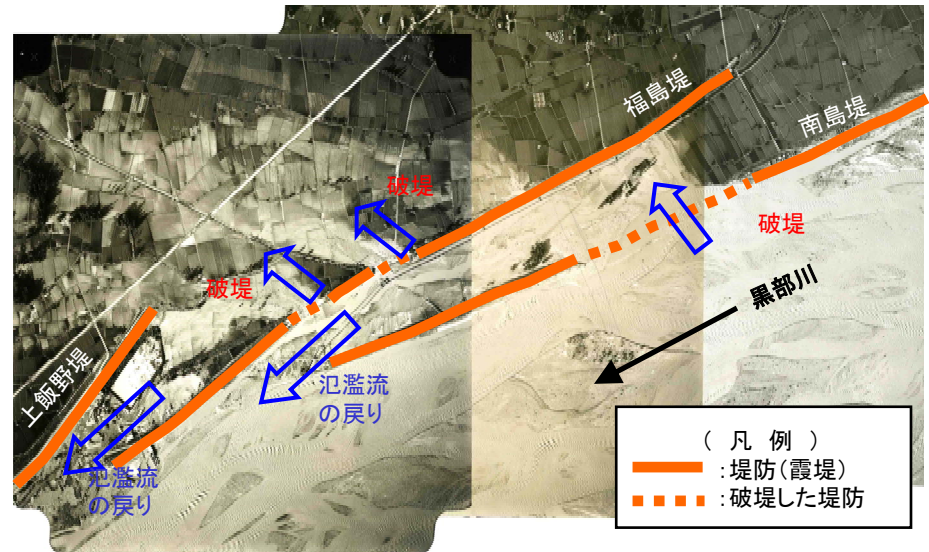 福島堤
南島堤
破堤
破堤
破堤
黒部川
上飯野堤
氾濫流
の戻り
氾濫流
の戻り
( 凡 例 )
:堤防(霞堤)
:破堤した堤防